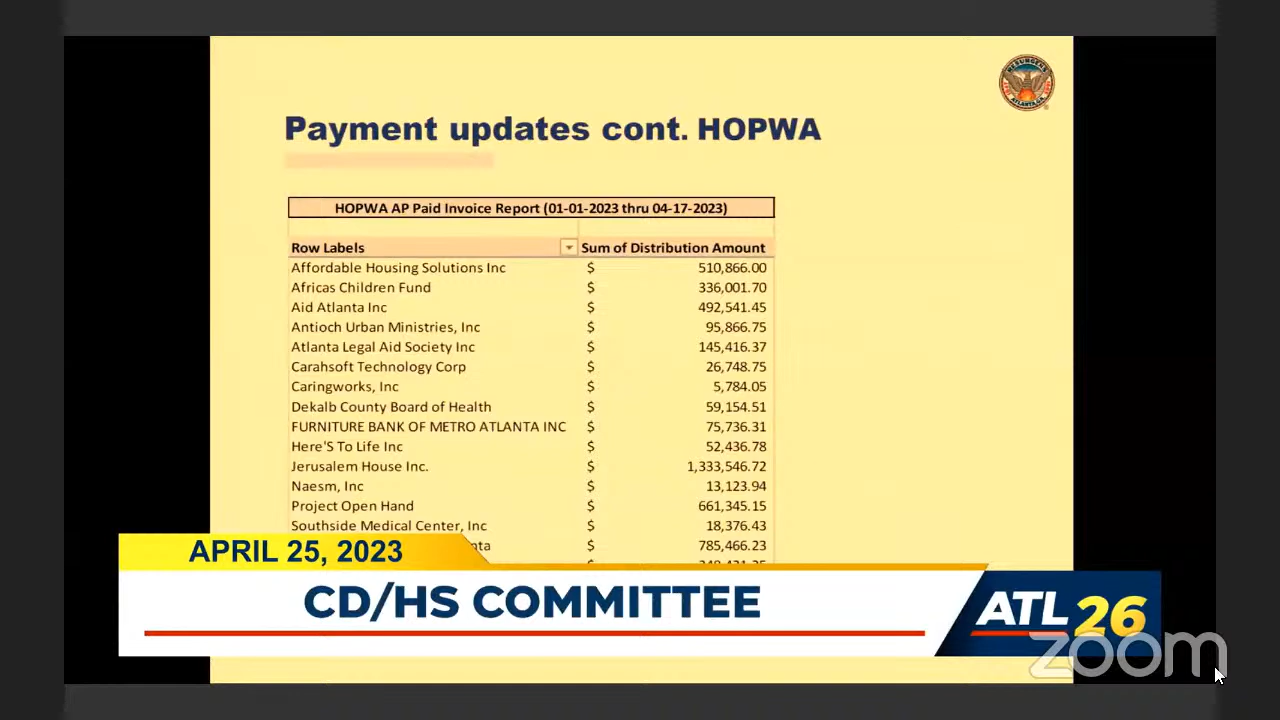 Payment updates cont. HOPWA
HOPWA AP Paid Invoice Report (01-01-2023 thru 04-17-2023)
Row Labels Sum of Distribution Amount
Affordable Housing Solutions Inc $ 510,866.00
Africas Children Fund $ 336,001.70
Aid Atlanta Inc $ 492,541.45
Antioch Urban Ministries, Inc $ 95,866.75
Atlanta Legal Aid Society Inc $ 145,416.37
Carahsoft Technology Corp $ 26,748.75
Caringworks, Inc $ 5,784.05
Dekalb County Board of Health $ 59,154.51
FURNITURE BANK OF METRO ATLANTA INC $ 75,736.31
Here'S To Life Inc $ 52,436.78
Jerusalem House Inc. $ 1,333,546.72
Naesm, Inc $ 13,123.94
Project Open Hand $ 661,345.15
Southside Medical Center, Inc $ 18,376.43
nta $ 785,466.23
APRIL 25, 2023
CD/HS COMMITTEE
ATL 26
zoom